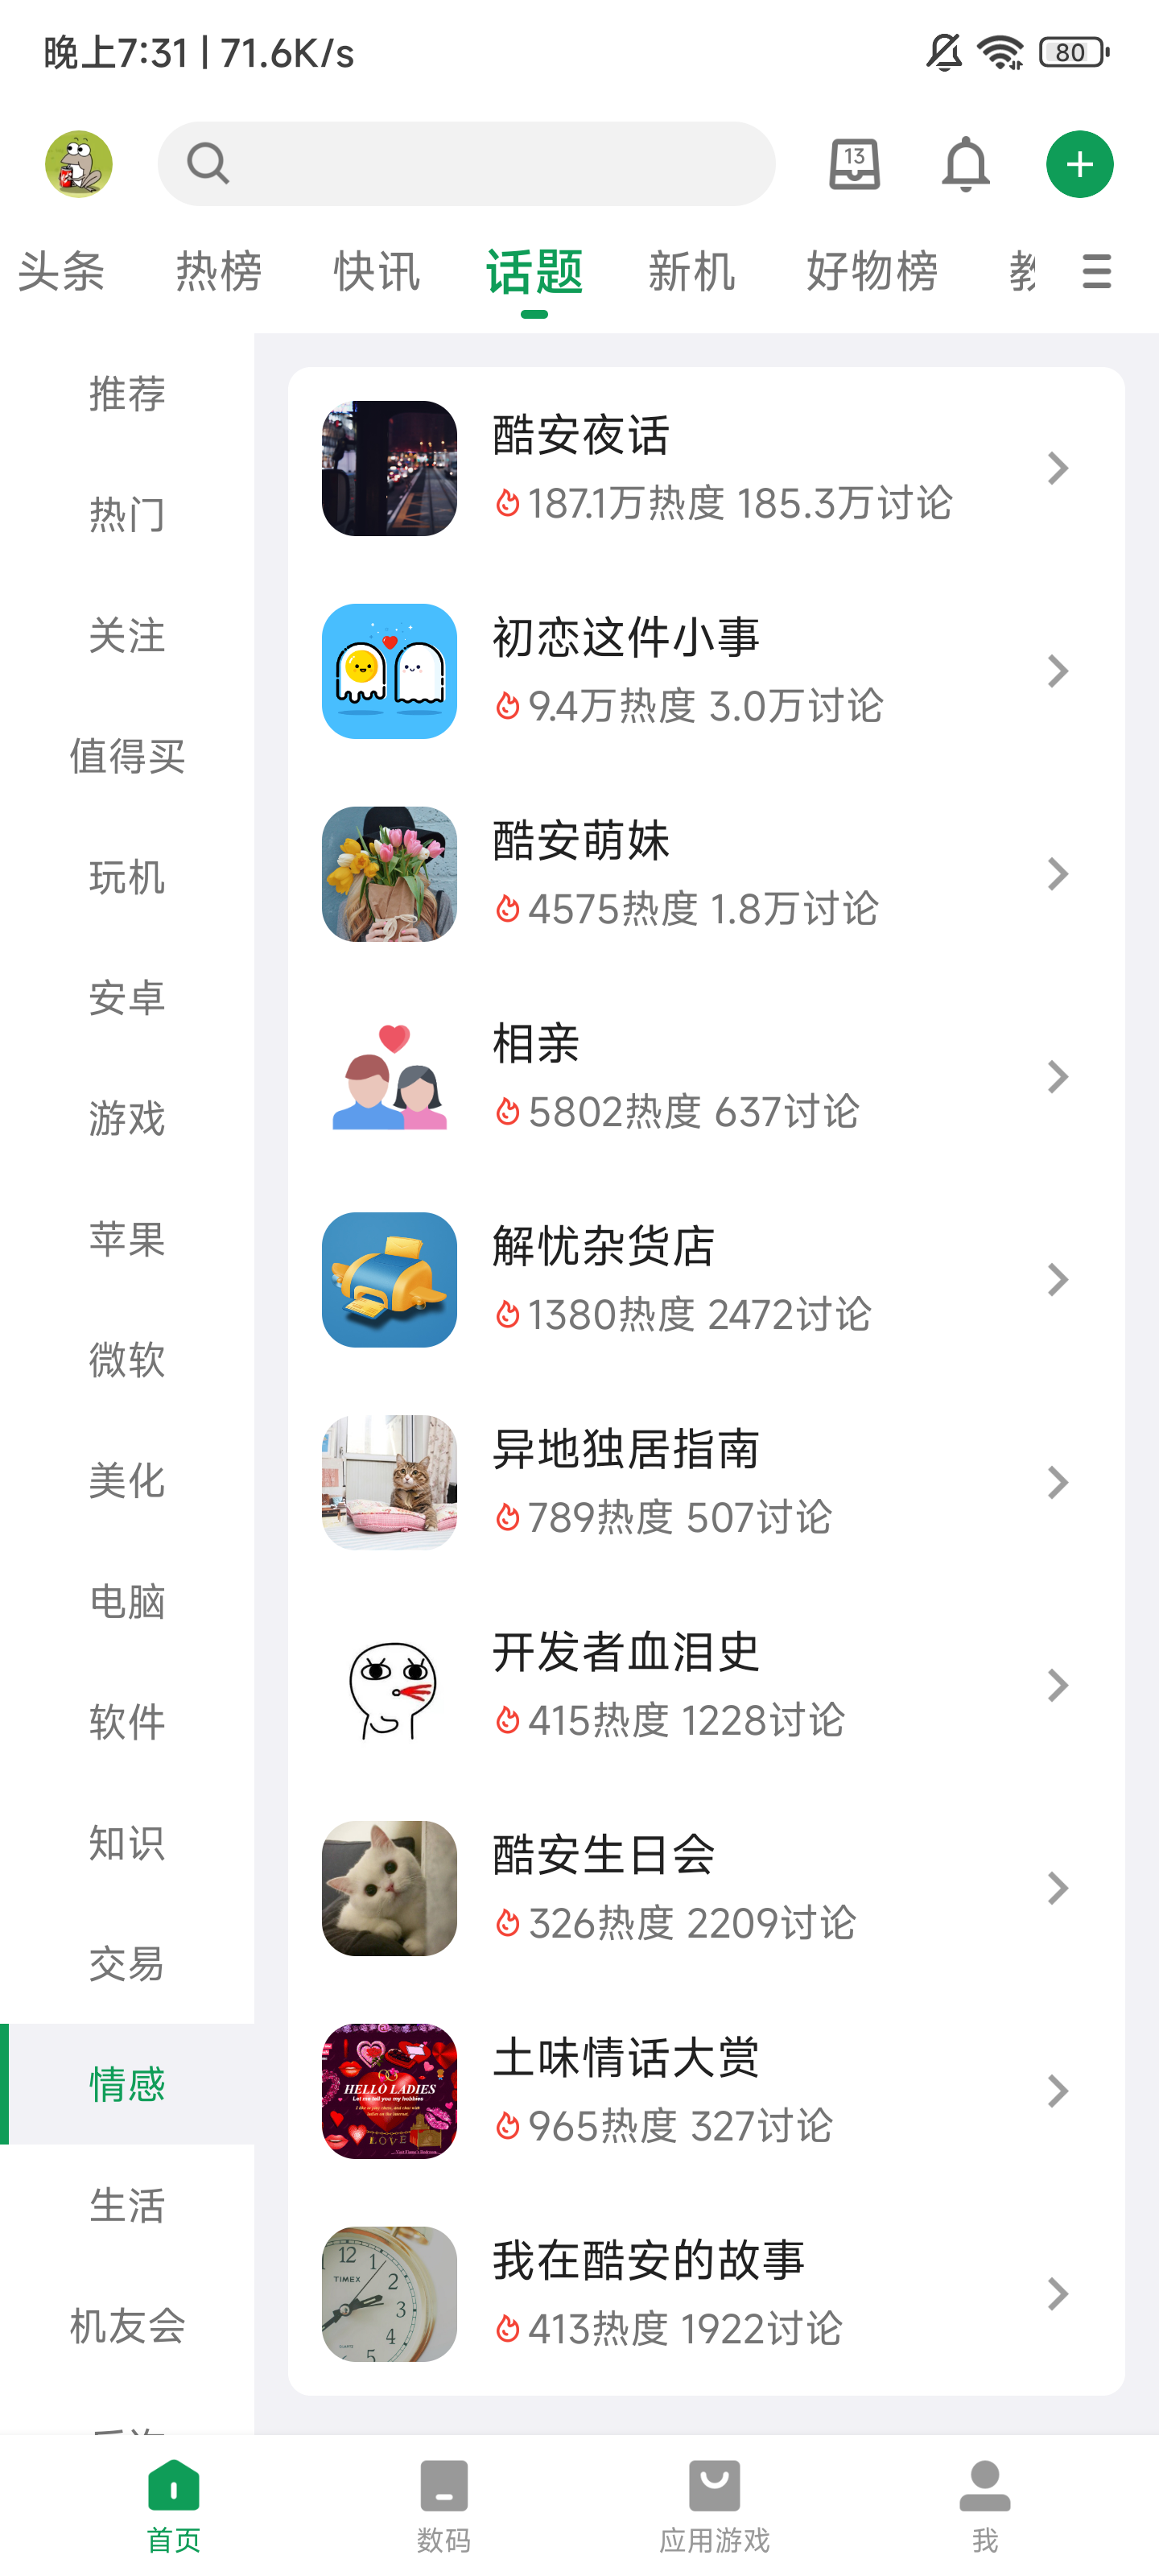 晚上7:31 | 71.6K/s
80
13
头条 热榜 快讯 话题 新机 好物榜
推荐
热门
关注
值得买
玩机
安卓
游戏
苹果
微软
美化
电脑
软件
知识
交易
情感
生活
机友会
酷安夜话
187.1万热度 185.3万讨论
初恋这件小事
9.4万热度 3.0万讨论
酷安萌妹
4575热度 1.8万讨论
相亲
5802热度 637讨论
解忧杂货店
1380热度 2472讨论
异地独居指南
789热度 507讨论
开发者血泪史
415热度 1228讨论
酷安生日会
326热度 2209讨论
HELLO LADIES
Let me tell you my hobbies
LOVE
土味情话大赏
965热度 327讨论
12
1
2
3
4
5
TIMEX
我在酷安的故事
413热度 1922讨论
首页 数码 应用游戏 我